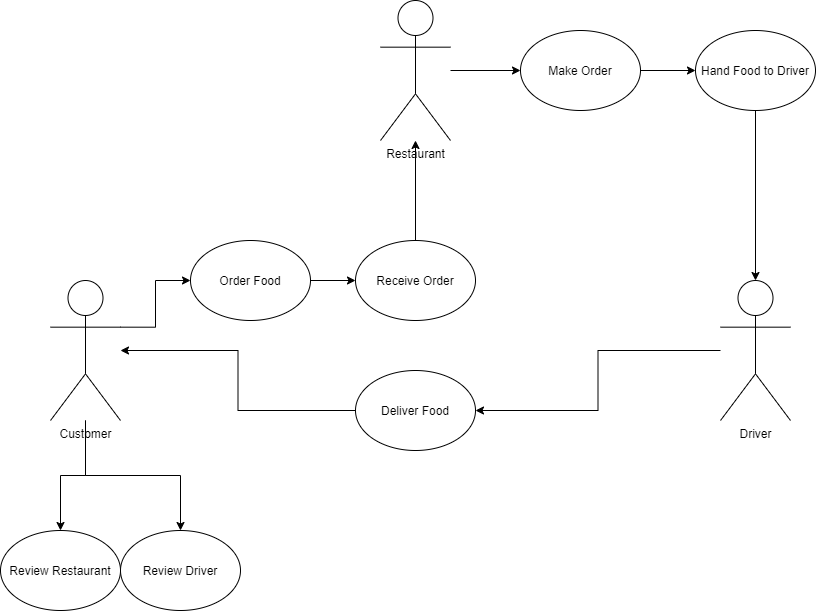 Make Order
Hand Food to Driver
Restaurant
Order Food
Receive Order
Deliver Food
Customer
Driver
Review Restaurant
Review Driver